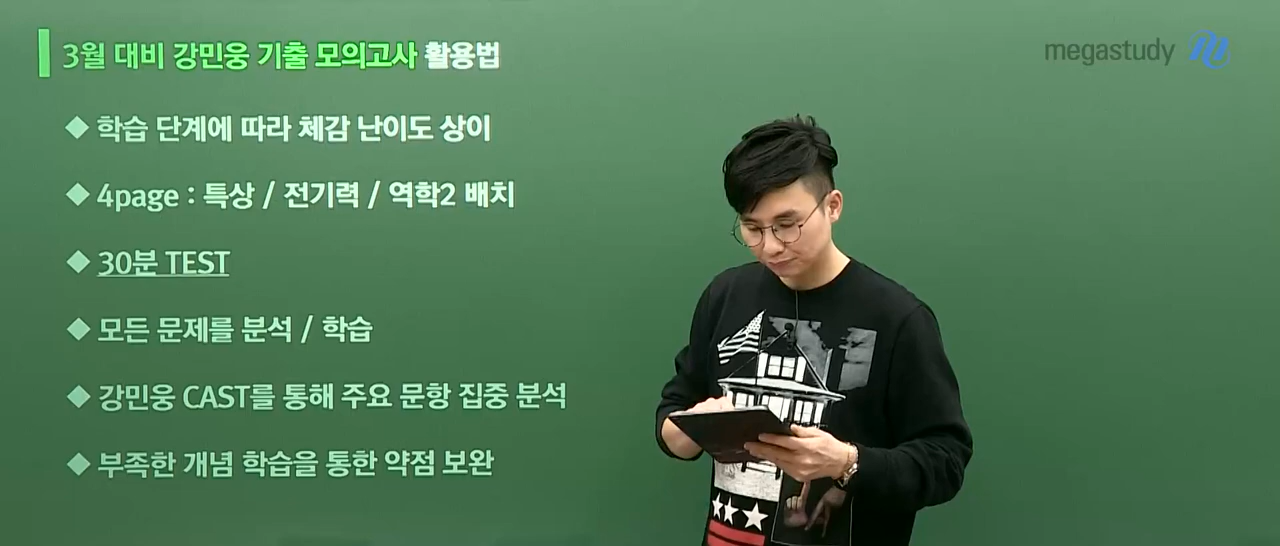 3월 대비 강민웅 기출 모의고사 활용법
megastudy
◆ 학습 단계에 따라 체감 난이도 상이
◆ 4page : 특상 / 전기력 / 역학2 배치
◆ 30분 TEST
◆ 모든 문제를 분석 / 학습
◆ 강민웅 CAST를 통해 주요 문항 집중 분석
◆ 부족한 개념 학습을 통한 약점 보완